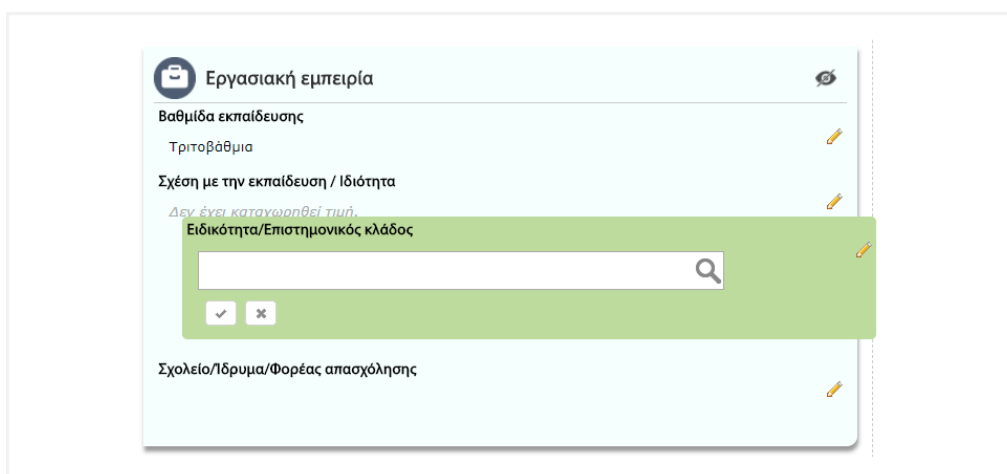 Εργασιακή εμπειρία
Βαθμίδα εκπαίδευσης
Τριτοβάθμια
Σχέση με την εκπαίδευση / Ιδιότητα
Δεν έχει καταχωρηθεί τιμή.
Ειδικότητα/Επιστημονικός κλάδος
Σχολείο/Ίδρυμα/Φορέας απασχόλησης